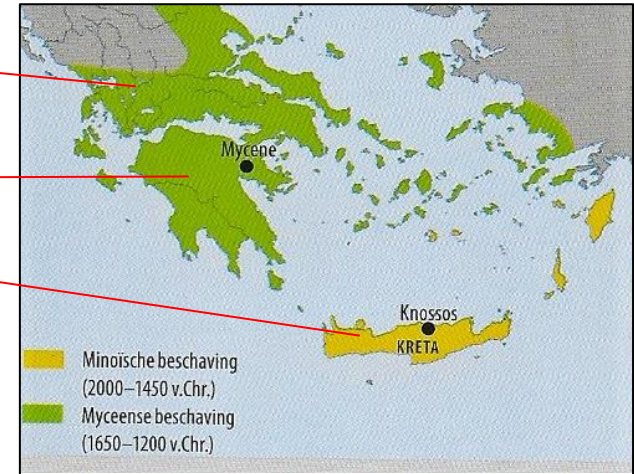 Mycene
Knossos
KRETA
Minoïsche beschaving
(2000–1450 v.Chr.)
Myceense beschaving
(1650–1200 v.Chr.)